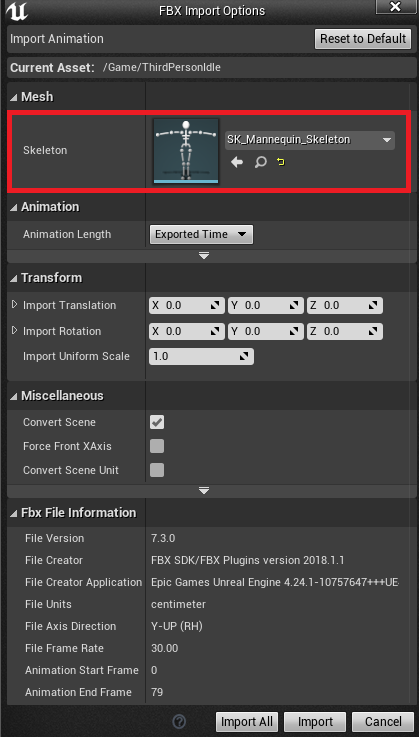 FBX Import Options
Import Animation
Reset to Default
Current Asset: /Game/ThirdPersonIdle
Mesh
Skeleton
SK_Mannequin_Skeleton
Animation
Animation Length Exported Time
Transform
Import Translation X 0.0 Y 0.0 Z 0.0
Import Rotation X 0.0 Y 0.0 Z 0.0
Import Uniform Scale 1.0
Miscellaneous
Convert Scene
Force Front XAxis
Convert Scene Unit
Fbx File Information
File Version 7.3.0
File Creator FBX SDK/FBX Plugins version 2018.1.1
File Creator Application Epic Games Unreal Engine 4.24.1-10757647+++UE
File Units centimeter
File Axis Direction Y-UP (RH)
File Frame Rate 30.00
Animation Start Frame 0
Animation End Frame 79
? Import All Import Cancel